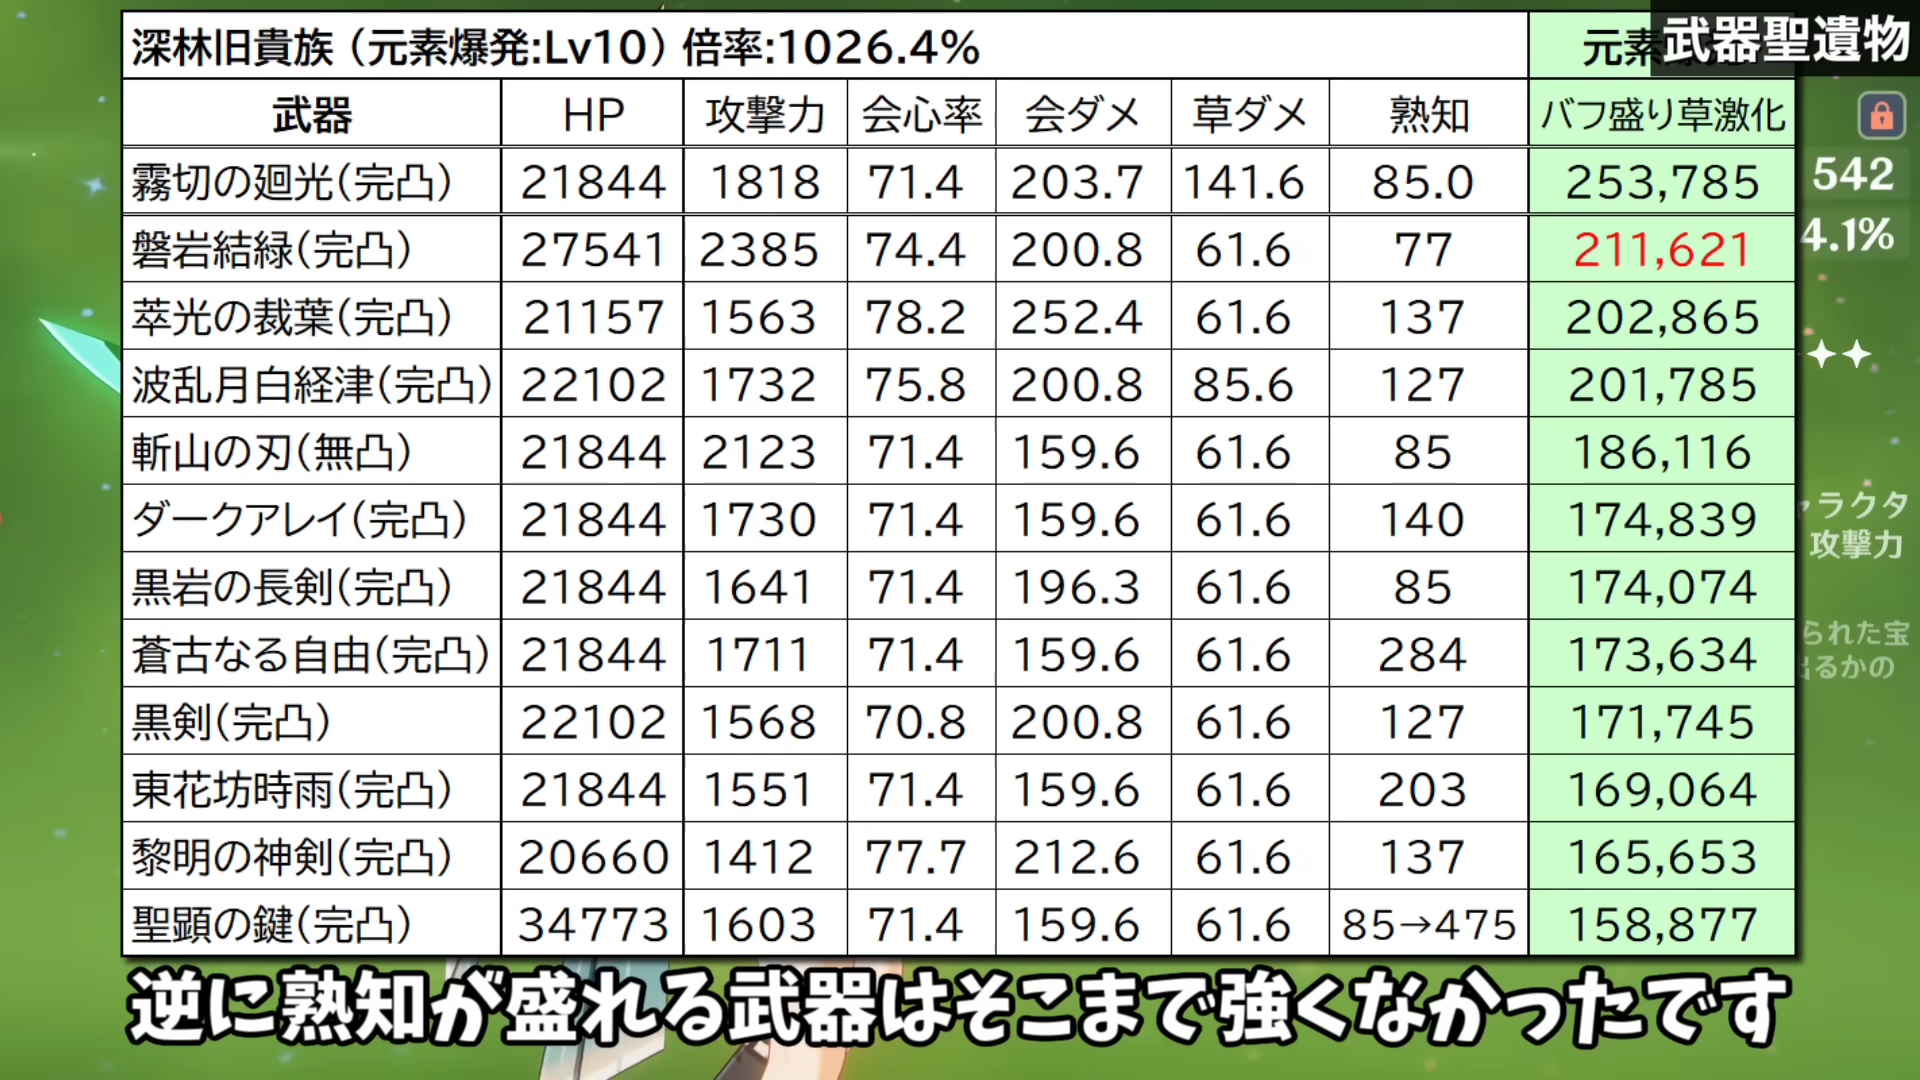 深林旧貴族（元素爆発:Lv10）倍率:1026.4%
元素
武器聖遺物
武器 HP 攻撃力 会心率 会ダメ 草ダメ 熟知 バフ盛り草激化
霧切の廻光(完凸) 21844 1818 71.4 203.7 141.6 85.0 253,785
542
磐岩結緑(完凸) 27541 2385 74.4 200.8 61.6 77 211,621
4.1%
萃光の裁葉(完凸) 21157 1563 78.2 252.4 61.6 137 202,865
波乱月白経津(完凸) 22102 1732 75.8 200.8 85.6 127 201,785
斬山の刃(無凸) 21844 2123 71.4 159.6 61.6 85 186,116
ダークアレイ(完凸) 21844 1730 71.4 159.6 61.6 140 174,839
ャラクタ
攻撃力
黒岩の長剣(完凸) 21844 1641 71.4 196.3 61.6 85 174,074
蒼古なる自由(完凸) 21844 1711 71.4 159.6 61.6 284 173,634
られた宝
出るかの
黒剣(完凸) 22102 1568 70.8 200.8 61.6 127 171,745
東花坊時雨(完凸) 21844 1551 71.4 159.6 61.6 203 169,064
黎明の神剣(完凸) 20660 1412 77.7 212.6 61.6 137 165,653
聖顕の鍵(完凸) 34773 1603 71.4 159.6 61.6 85→475 158,877
逆に熟知が盛れる武器はそこまで強くなかったです